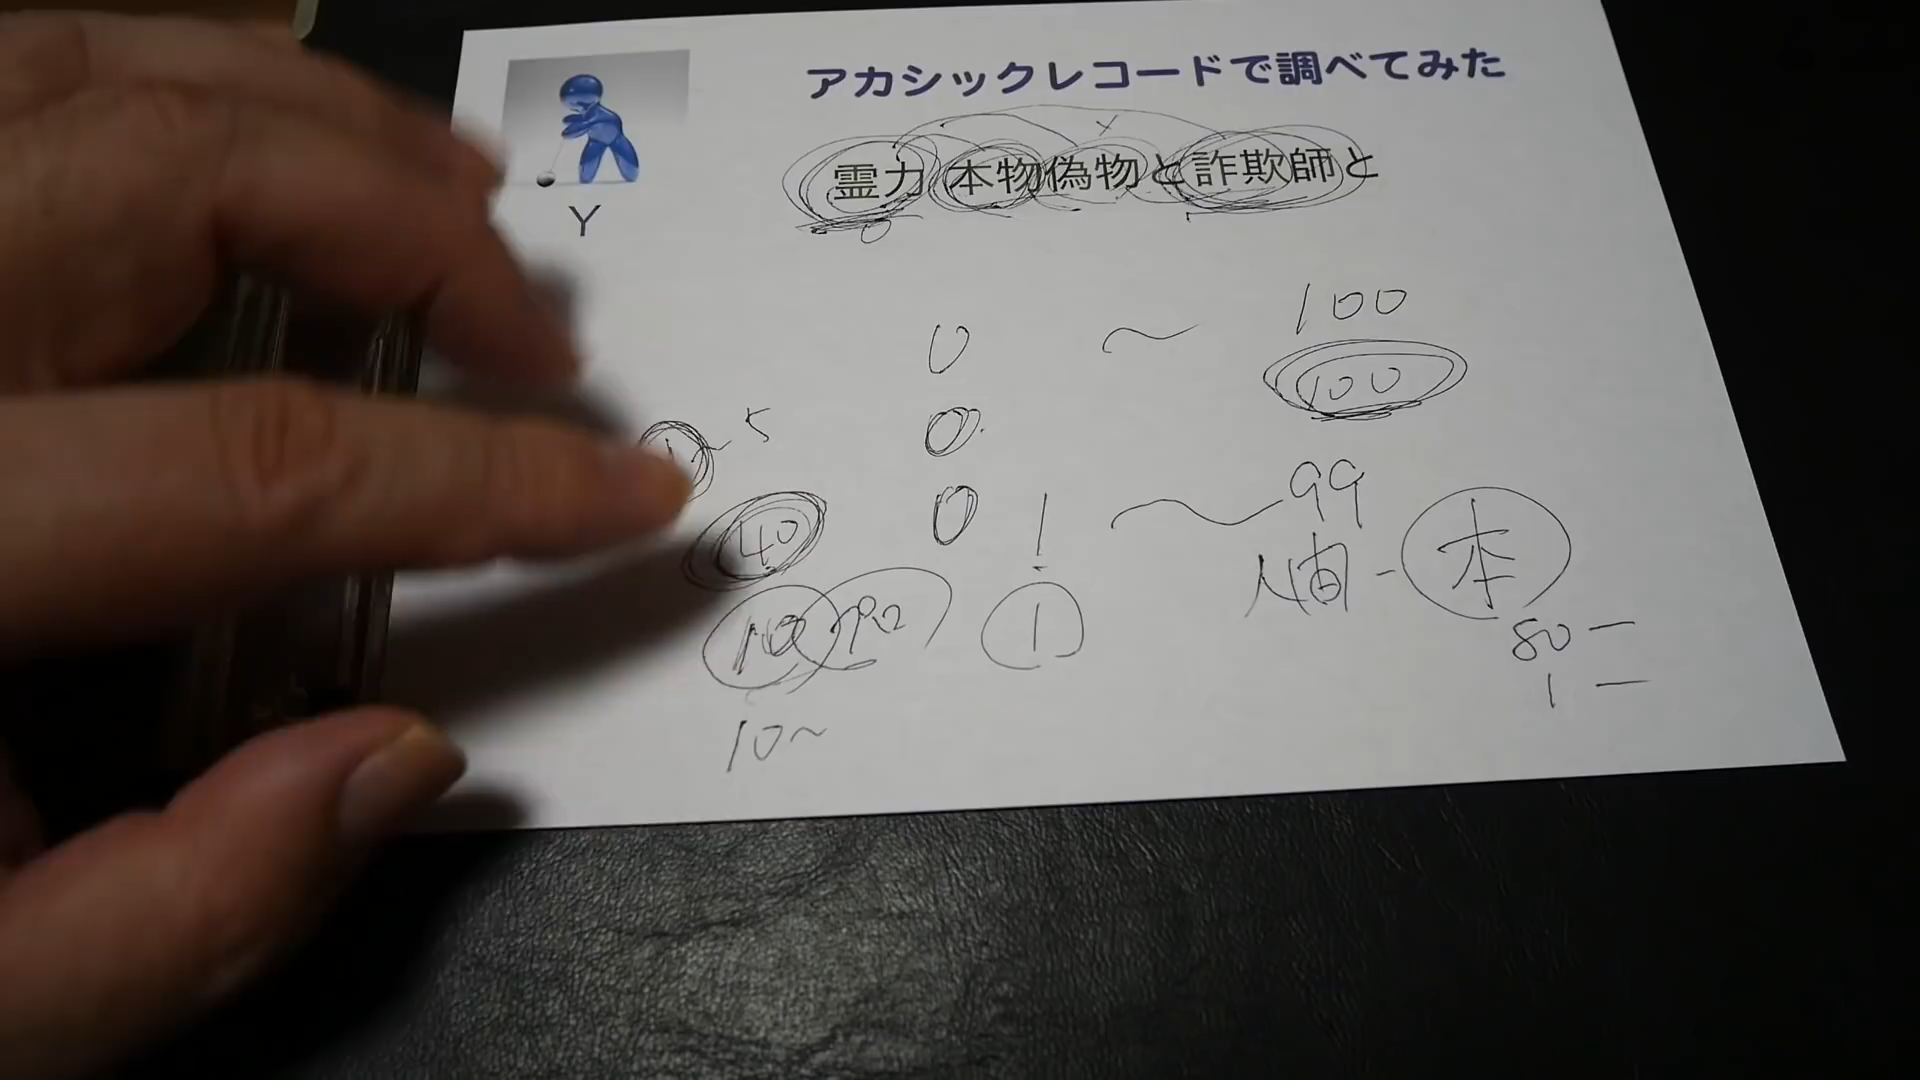 アカシックレコードで調べてみた
霊力 本物偽物と詐欺師と
Y
0 ~ 100
100
~ 5 0
40 0 1 ~ 99
人間 - 本
10 90 1
80 -
1 -
10~